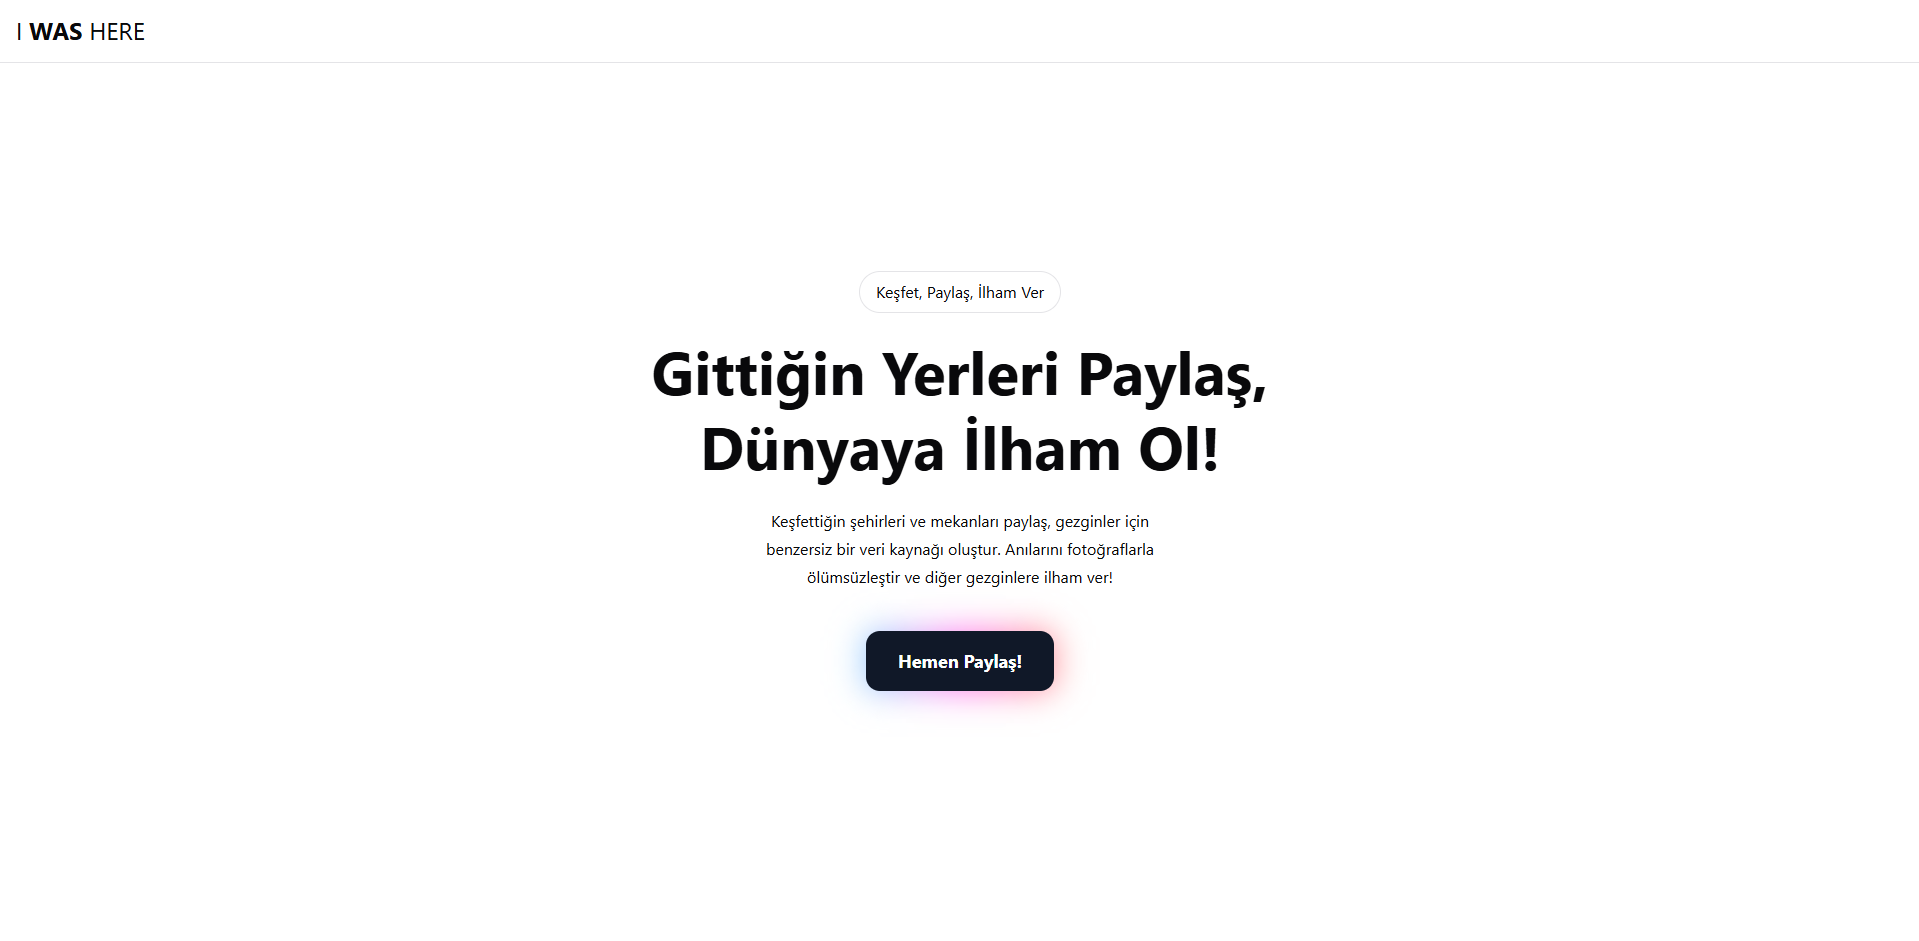 I WAS HERE
Keşfet, Paylaş, İlham Ver
Gittiğin Yerleri Paylaş,
Dünyaya İlham Ol!
Keşfettiğin şehirleri ve mekanları paylaş, gezginler için
benzersiz bir veri kaynağı oluştur. Anılarını fotoğraflarla
ölümsüzleştir ve diğer gezginlere ilham ver!
Hemen Paylaş!